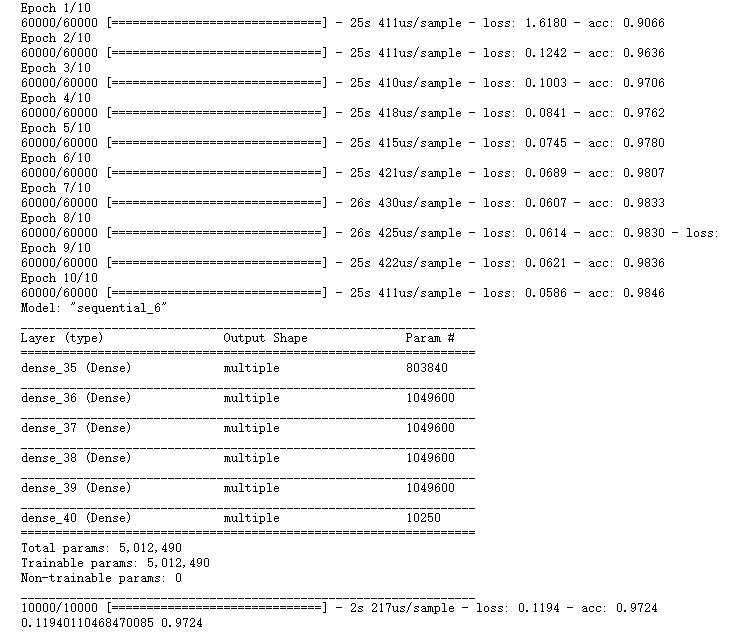 Epoch 1/10
60000/60000 [==============================] - 25s 411us/sample - loss: 1.6180 - acc: 0.9066
Epoch 2/10
60000/60000 [==============================] - 25s 411us/sample - loss: 0.1242 - acc: 0.9636
Epoch 3/10
60000/60000 [==============================] - 25s 410us/sample - loss: 0.1003 - acc: 0.9706
Epoch 4/10
60000/60000 [==============================] - 25s 418us/sample - loss: 0.0841 - acc: 0.9762
Epoch 5/10
60000/60000 [==============================] - 25s 415us/sample - loss: 0.0745 - acc: 0.9780
Epoch 6/10
60000/60000 [==============================] - 25s 421us/sample - loss: 0.0689 - acc: 0.9807
Epoch 7/10
60000/60000 [==============================] - 26s 430us/sample - loss: 0.0607 - acc: 0.9833
Epoch 8/10
60000/60000 [==============================] - 26s 425us/sample - loss: 0.0614 - acc: 0.9830 - loss:
Epoch 9/10
60000/60000 [==============================] - 25s 422us/sample - loss: 0.0621 - acc: 0.9836
Epoch 10/10
60000/60000 [==============================] - 25s 411us/sample - loss: 0.0586 - acc: 0.9846
Model: "sequential_6"
_________________________________________________________________
Layer (type)                 Output Shape              Param #
=================================================================
dense_35 (Dense)             multiple                  803840
_________________________________________________________________
dense_36 (Dense)             multiple                  1049600
_________________________________________________________________
dense_37 (Dense)             multiple                  1049600
_________________________________________________________________
dense_38 (Dense)             multiple                  1049600
_________________________________________________________________
dense_39 (Dense)             multiple                  1049600
_________________________________________________________________
dense_40 (Dense)             multiple                  10250
=================================================================
Total params: 5,012,490
Trainable params: 5,012,490
Non-trainable params: 0
_________________________________________________________________
10000/10000 [==============================] - 2s 217us/sample - loss: 0.1194 - acc: 0.9724
0.11940110468470085 0.9724